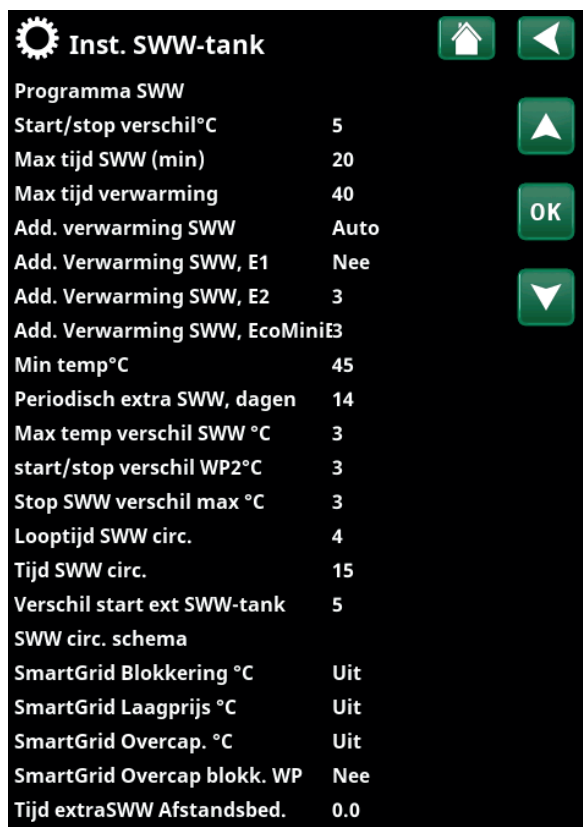 Inst. SWW-tank
Programma SWW
Start/stop verschil°C 5
Max tijd SWW (min) 20
Max tijd verwarming 40
OK
Add. verwarming SWW Auto
Add. Verwarming SWW, E1 Nee
Add. Verwarming SWW, E2 3
Add. Verwarming SWW, EcoMiniE3
Min temp°C 45
Periodisch extra SWW, dagen 14
Max temp verschil SWW °C 3
start/stop verschil WP2°C 3
Stop SWW verschil max °C 3
Looptijd SWW circ. 4
Tijd SWW circ. 15
Verschil start ext SWW-tank 5
SWW circ. schema
SmartGrid Blokkering °C Uit
SmartGrid Laagprijs °C Uit
SmartGrid Overcap. °C Uit
SmartGrid Overcap blokk. WP Nee
Tijd extraSWW Afstandsbed. 0.0